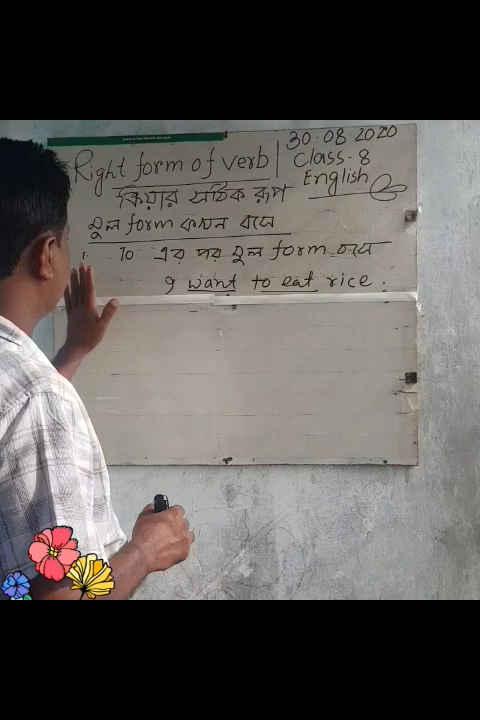 Right form of verb
30.08.2020
Class-8
English
ক্রিয়ার সঠিক রূপ
মুল form কখন বসে
1. To এর পর মুল form বসে
I want to eat rice.